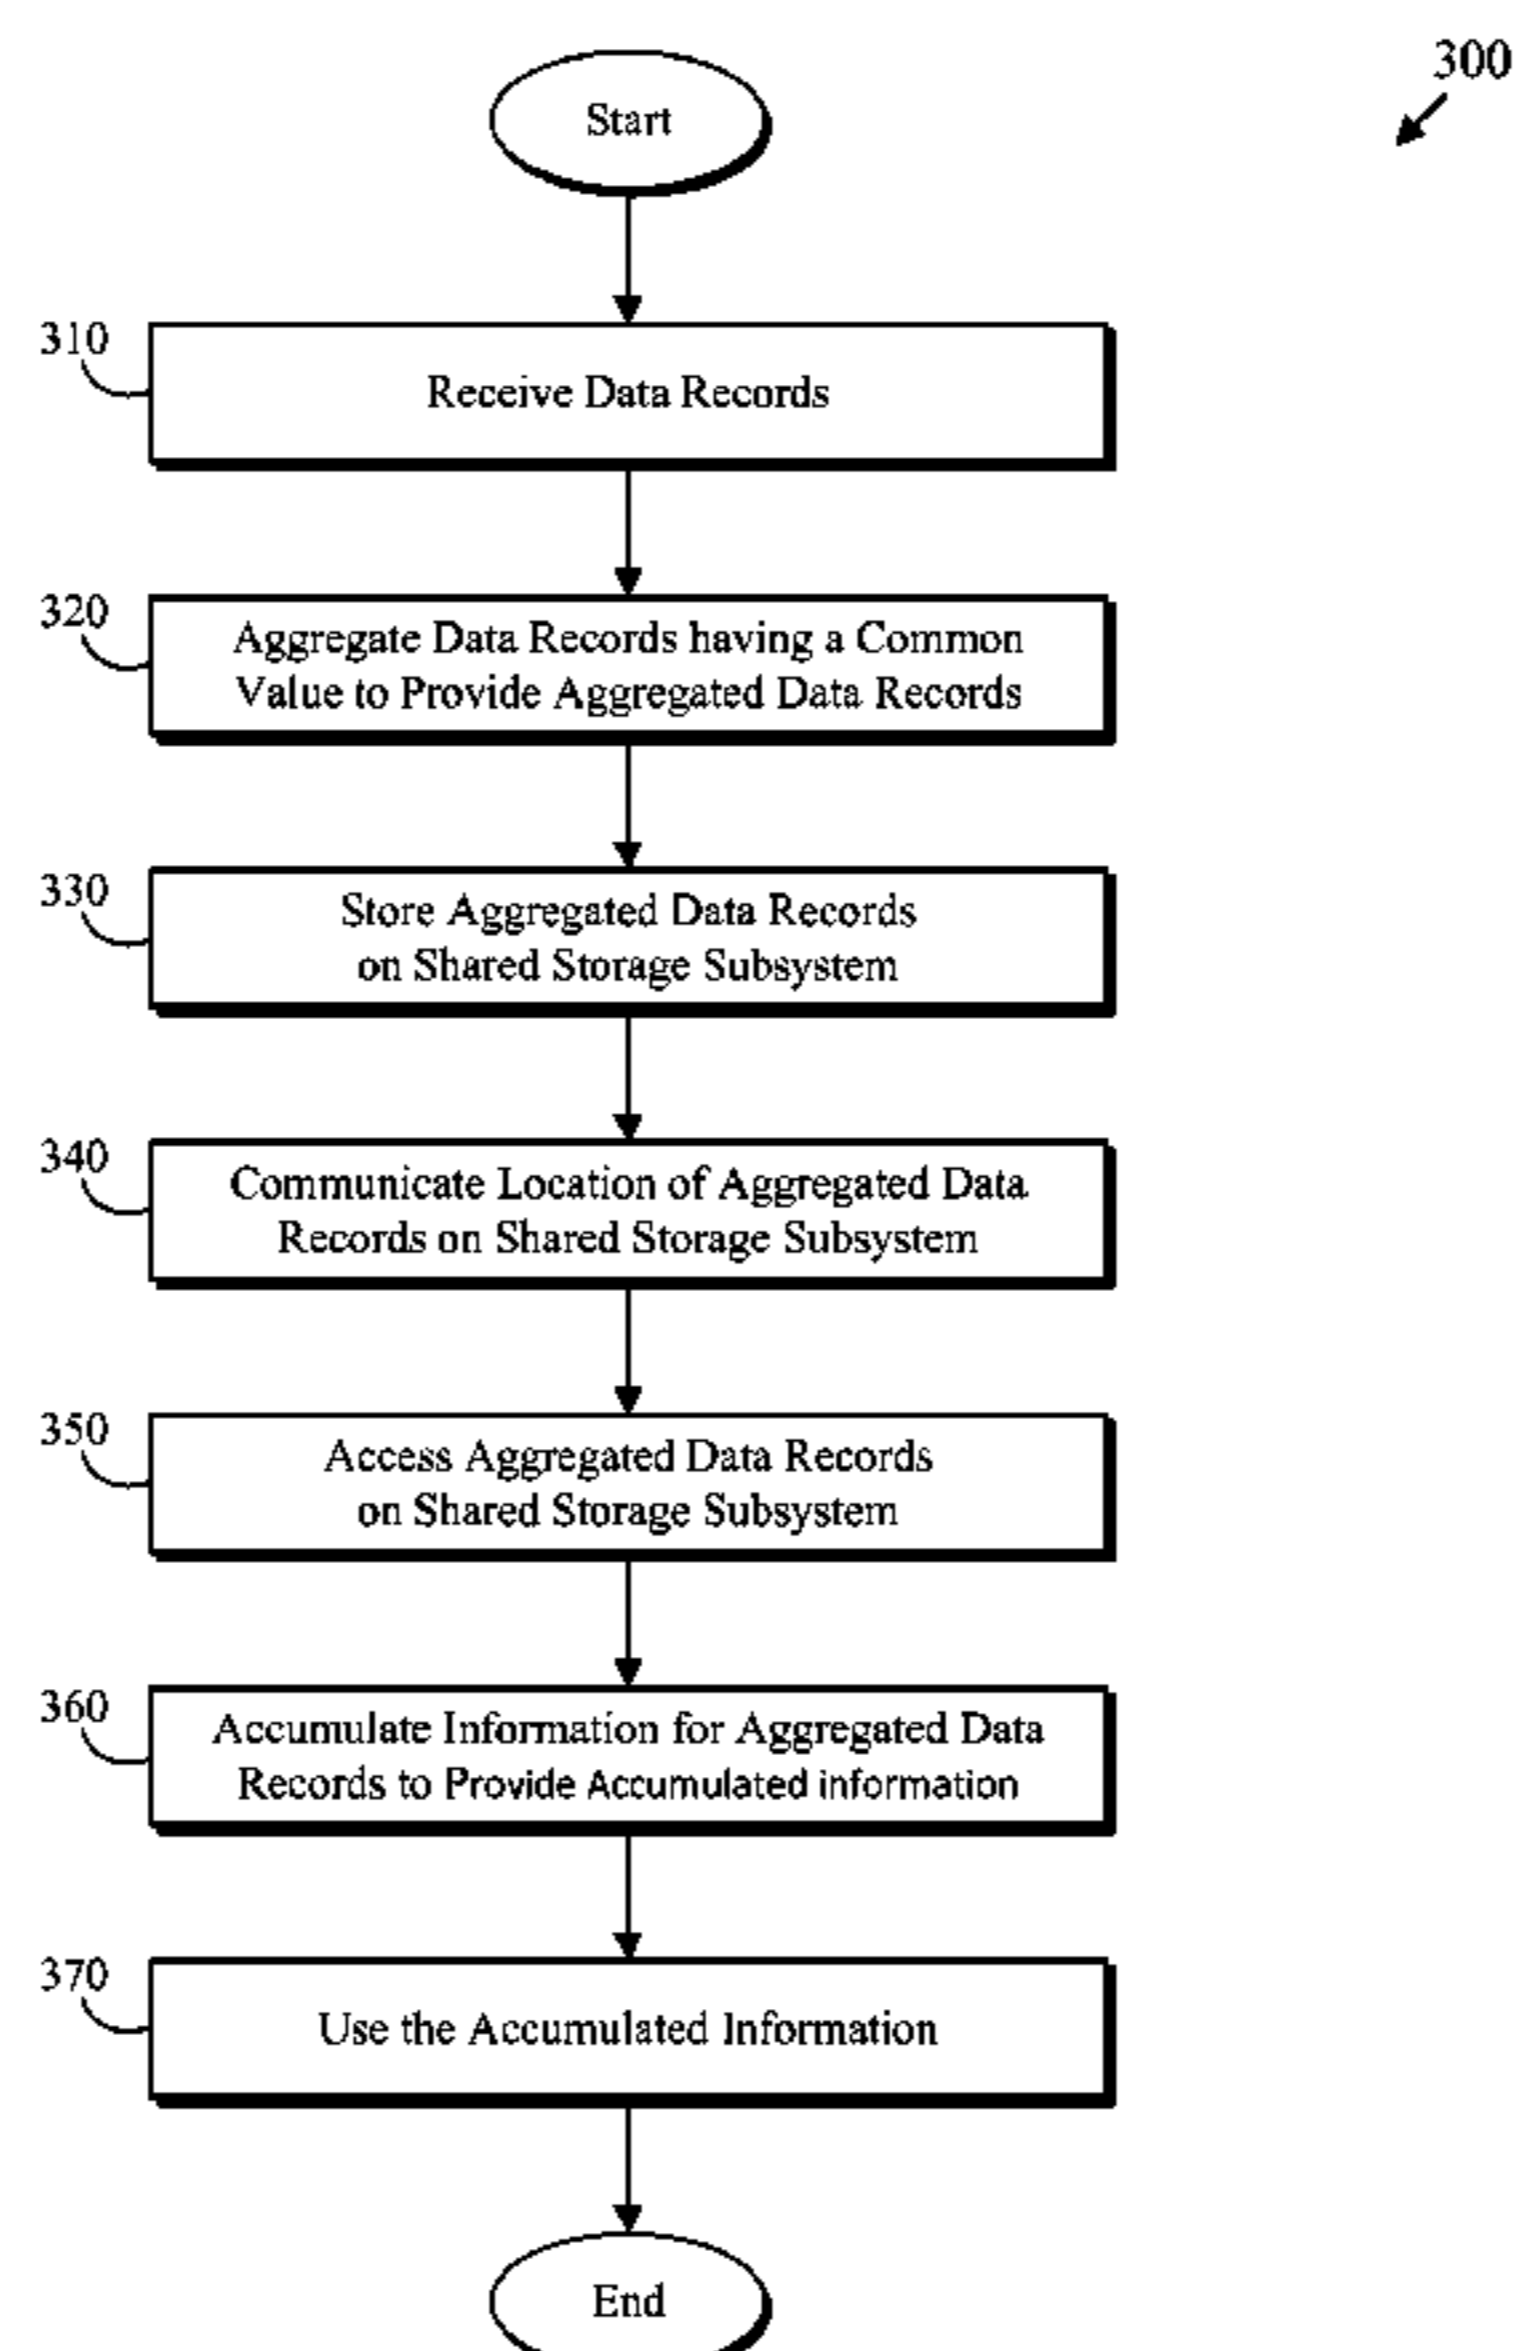 300
Start
310
Receive Data Records
320
Aggregate Data Records having a Common
Value to Provide Aggregated Data Records
330
Store Aggregated Data Records
on Shared Storage Subsystem
340
Communicate Location of Aggregated Data
Records on Shared Storage Subsystem
350
Access Aggregated Data Records
on Shared Storage Subsystem
360
Accumulate Information for Aggregated Data
Records to Provide Accumulated information
370
Use the Accumulated Information
End